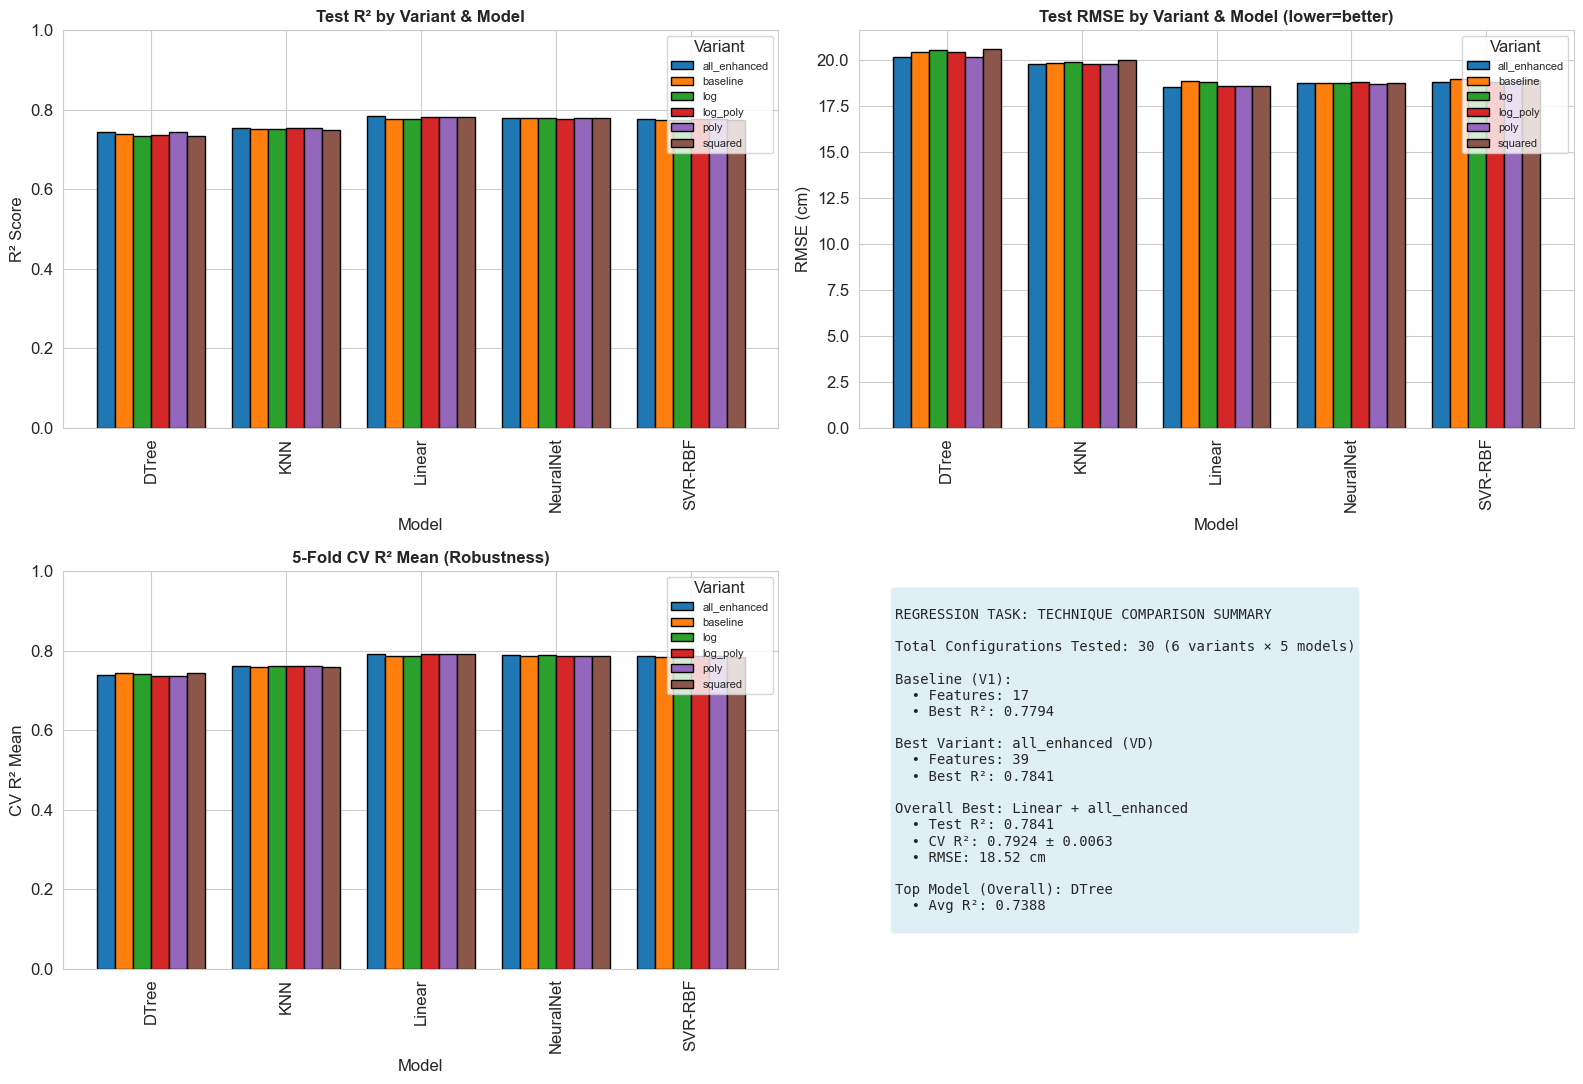 Test R² by Variant & Model
R² Score
1.0
0.8
0.6
0.4
0.2
0.0
Variant
all_enhanced
baseline
log
log_poly
poly
squared
DTree
KNN
Linear
NeuralNet
SVR-RBF
Model
Test RMSE by Variant & Model (lower=better)
RMSE (cm)
20.0
17.5
15.0
12.5
10.0
7.5
5.0
2.5
0.0
Variant
all_enhanced
baseline
log
log_poly
poly
squared
DTree
KNN
Linear
NeuralNet
SVR-RBF
Model
5-Fold CV R² Mean (Robustness)
CV R² Mean
1.0
0.8
0.6
0.4
0.2
0.0
Variant
all_enhanced
baseline
log
log_poly
poly
squared
DTree
KNN
Linear
NeuralNet
SVR-RBF
Model
REGRESSION TASK: TECHNIQUE COMPARISON SUMMARY
Total Configurations Tested: 30 (6 variants × 5 models)
Baseline (V1):
• Features: 17
• Best R²: 0.7794
Best Variant: all_enhanced (VD)
• Features: 39
• Best R²: 0.7841
Overall Best: Linear + all_enhanced
• Test R²: 0.7841
• CV R²: 0.7924 ± 0.0063
• RMSE: 18.52 cm
Top Model (Overall): DTree
• Avg R²: 0.7388